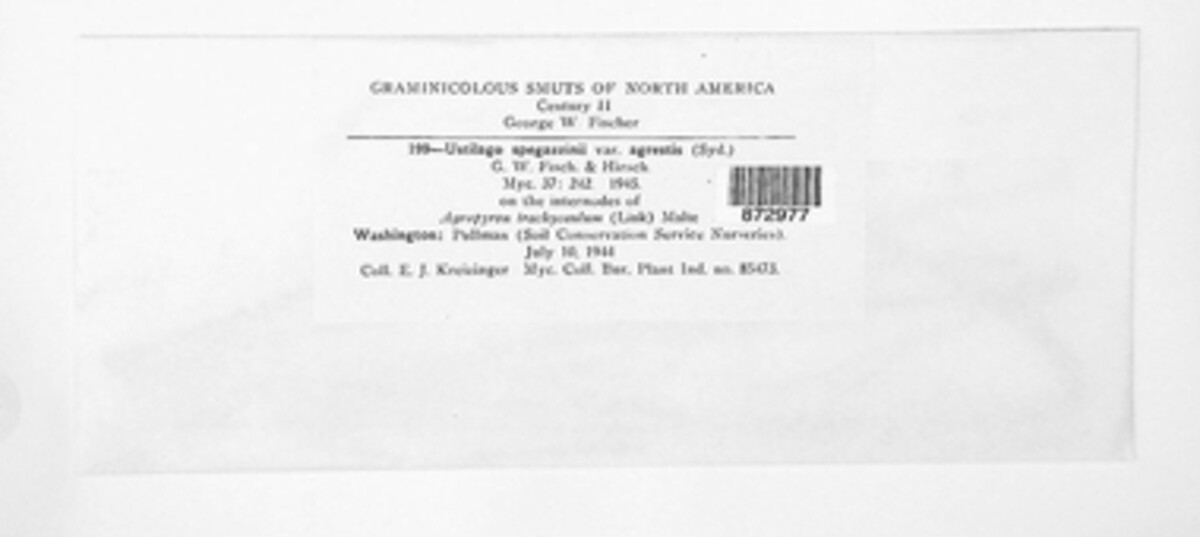 GRAMINICOLOUS SMUTS OF NORTH AMERICA
Century II
George W. Fischer
199—Ustilago spegazzinii var. agrestis (Syd.)
G. W. Fisch. & Hirsch.
Myc. 37: 242 1945.
on the internodes of
Agropyron trachycaulum (Link) Malte
872977
Washington: Pullman (Soil Conservation Service Nurseries).
July 10, 1944
Coll. E. J. Kreizinger Myc. Coll. Bur. Plant Ind. no. 85473.